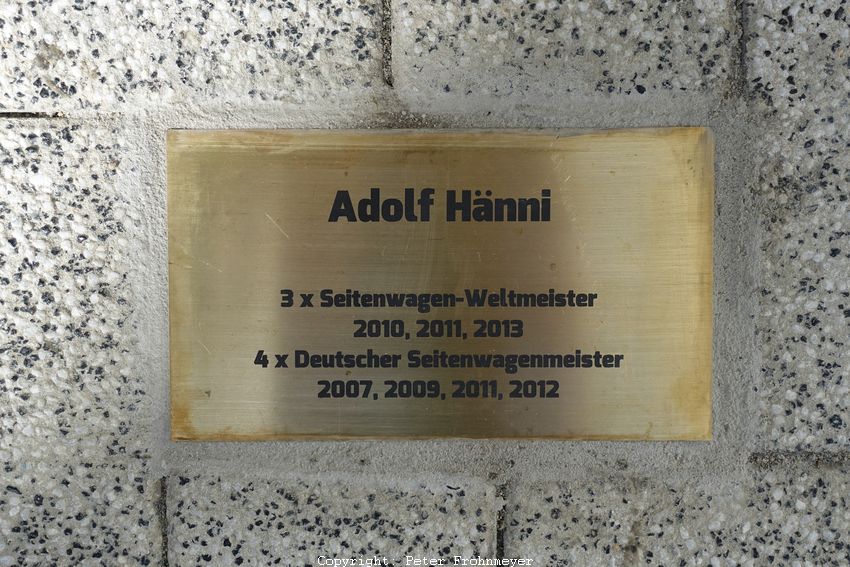 Adolf Hänni
3 x Seitenwagen-Weltmeister
2010, 2011, 2013
4 x Deutscher Seitenwagenmeister
2007, 2009, 2011, 2012
Copyright: Peter Frohnmeyer